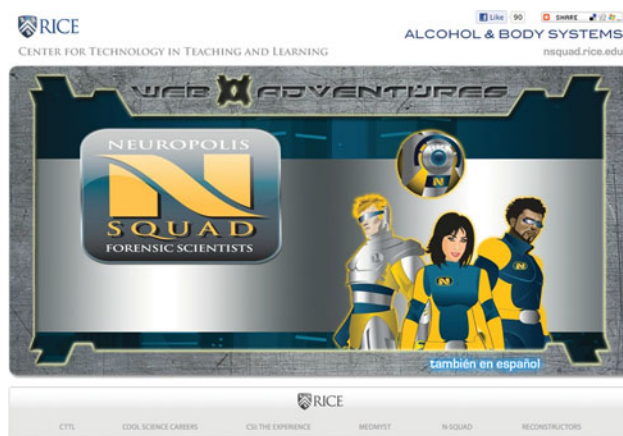 RICE
Like 90 SHARE
CENTER FOR TECHNOLOGY IN TEACHING AND LEARNING
ALCOHOL & BODY SYSTEMS
nsquad.rice.edu
WEB ADVENTURES
NEUROPOLIS
N
SQUAD
FORENSIC SCIENTISTS
N
N
N
también en español
RICE
CTTL COOL SCIENCE CAREERS CSI: THE EXPERIENCE MEDMYST N-SQUAD RECONSTRUCTORS